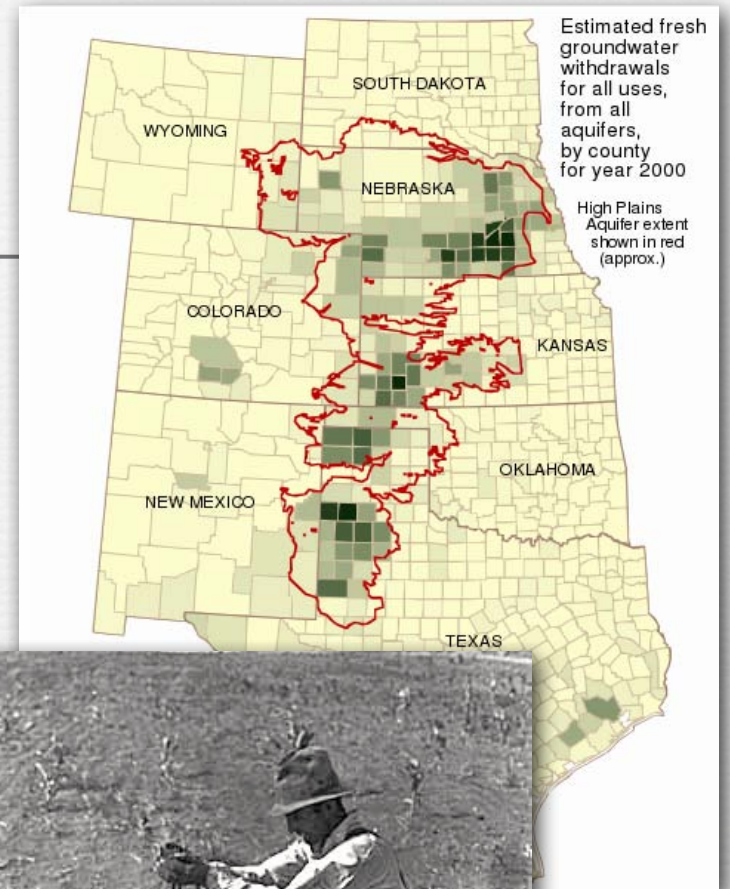 Estimated fresh
groundwater
withdrawals
for all uses,
from all
aquifers,
by county
for year 2000
High Plains
Aquifer extent
shown in red
(approx.)
SOUTH DAKOTA
WYOMING
NEBRASKA
COLORADO
KANSAS
OKLAHOMA
NEW MEXICO
TEXAS